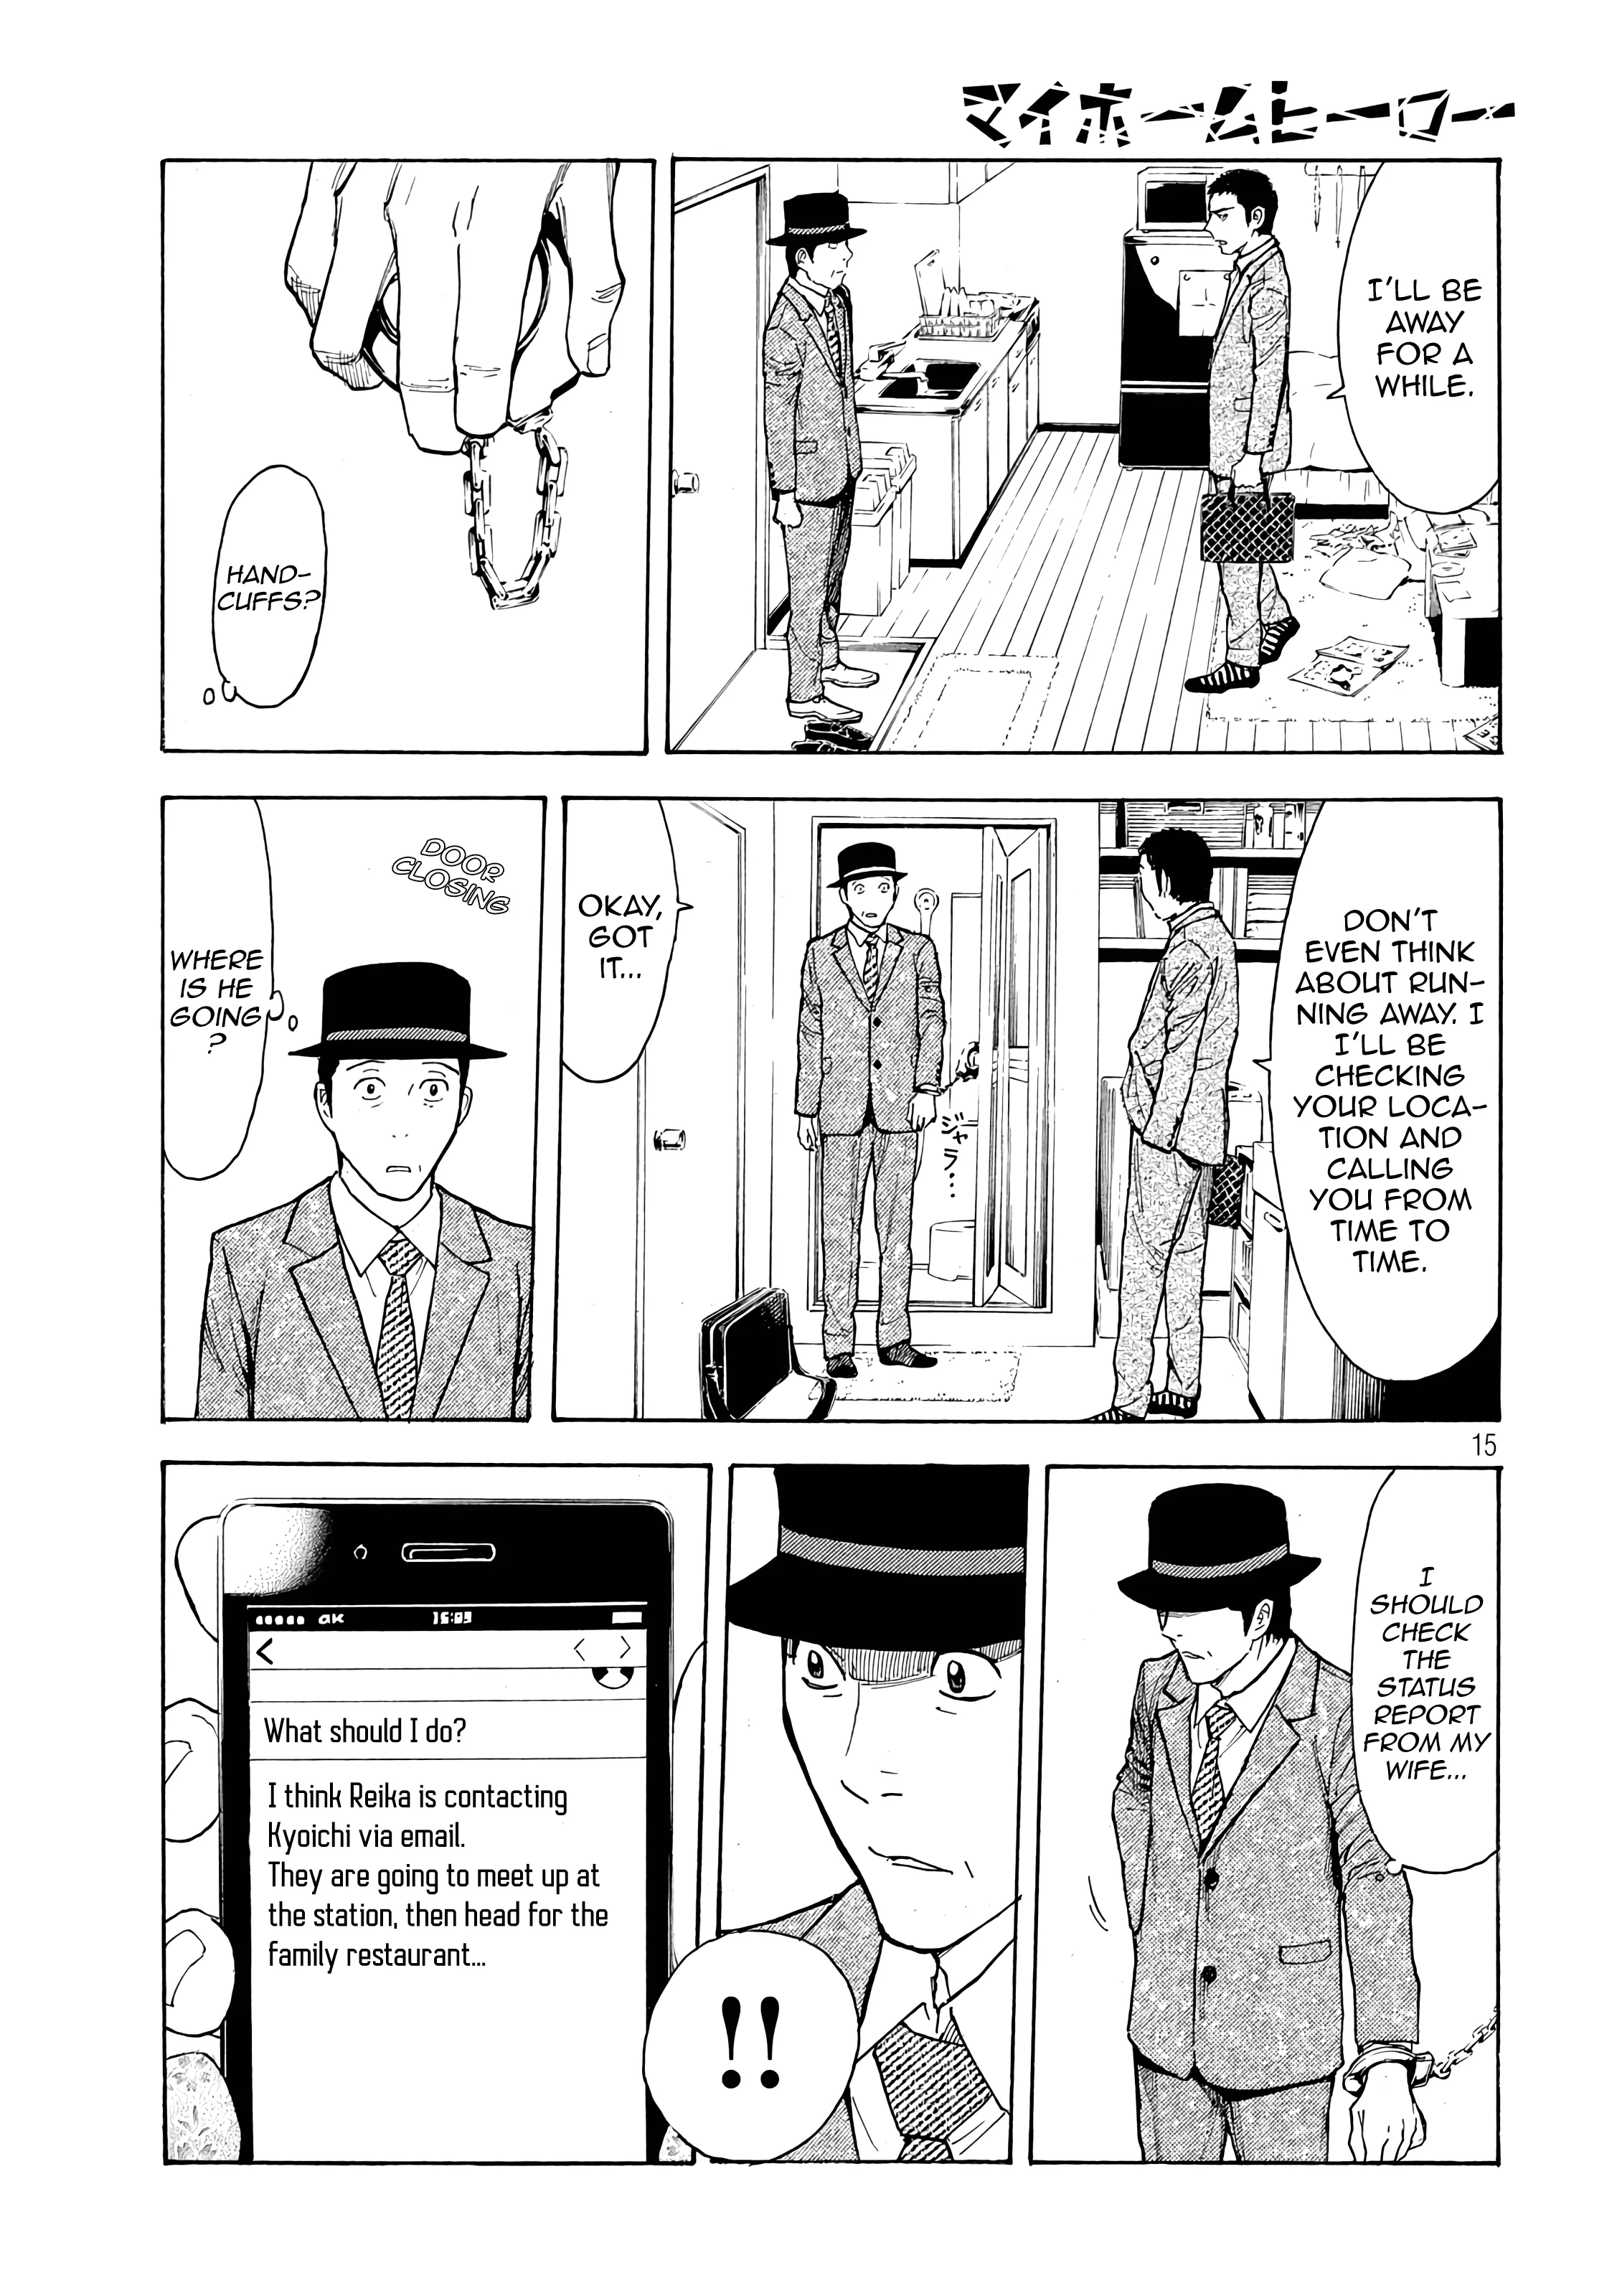 マイホームヒーロー
I'LL BE
AWAY
FOR A
WHILE.
HAND-
CUFFS?
DON'T
EVEN THINK
ABOUT RUN-
NING AWAY. I
I'LL BE
CHECKING
YOUR LOCA-
TION AND
CALLING
YOU FROM
TIME TO
TIME.
OKAY,
GOT
IT...
ジャラ…
DOOR
CLOSING
WHERE
IS HE
GOING
?
15
I
SHOULD
CHECK
THE
STATUS
REPORT
FROM MY
WIFE...
!!
ak 15:09
What should I do?
I think Reika is contacting
Kyoichi via email.
They are going to meet up at
the station, then head for the
family restaurant...